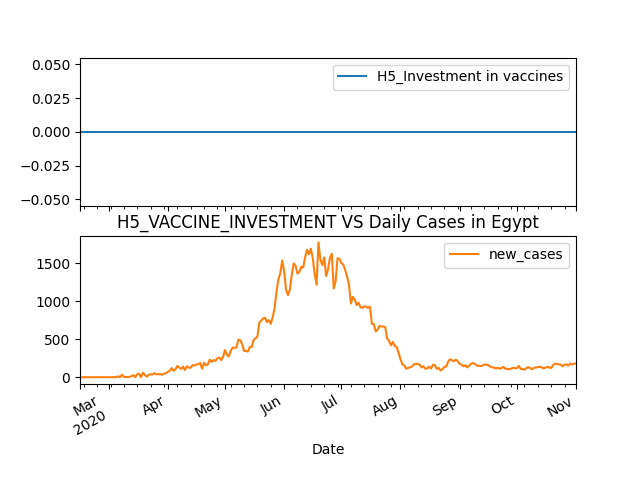 0.050
0.025
0.000
−0.025
−0.050
H5_Investment in vaccines
H5_VACCINE_INVESTMENT VS Daily Cases in Egypt
1500
1000
500
0
new_cases
Mar
2020
Apr
May
Jun
Jul
Aug
Sep
Oct
Nov
Date